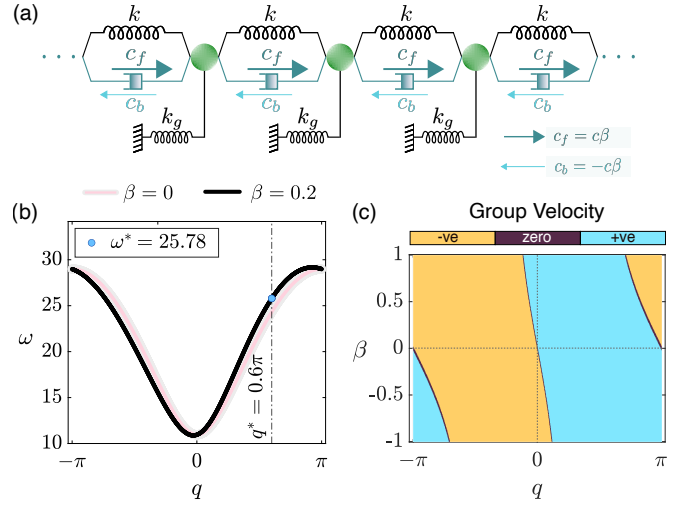 (a)
k k k k
c_f c_f c_f c_f
c_b c_b c_b c_b
k_g k_g k_g
c_f = cβ
c_b = −cβ
β = 0 β = 0.2
(b)
ω* = 25.78
30
25
20
15
10
ω
q* = 0.6π
−π 0 π
q
(c)
Group Velocity
-ve zero +ve
1
0.5
0
-0.5
-1
β
−π 0 π
q